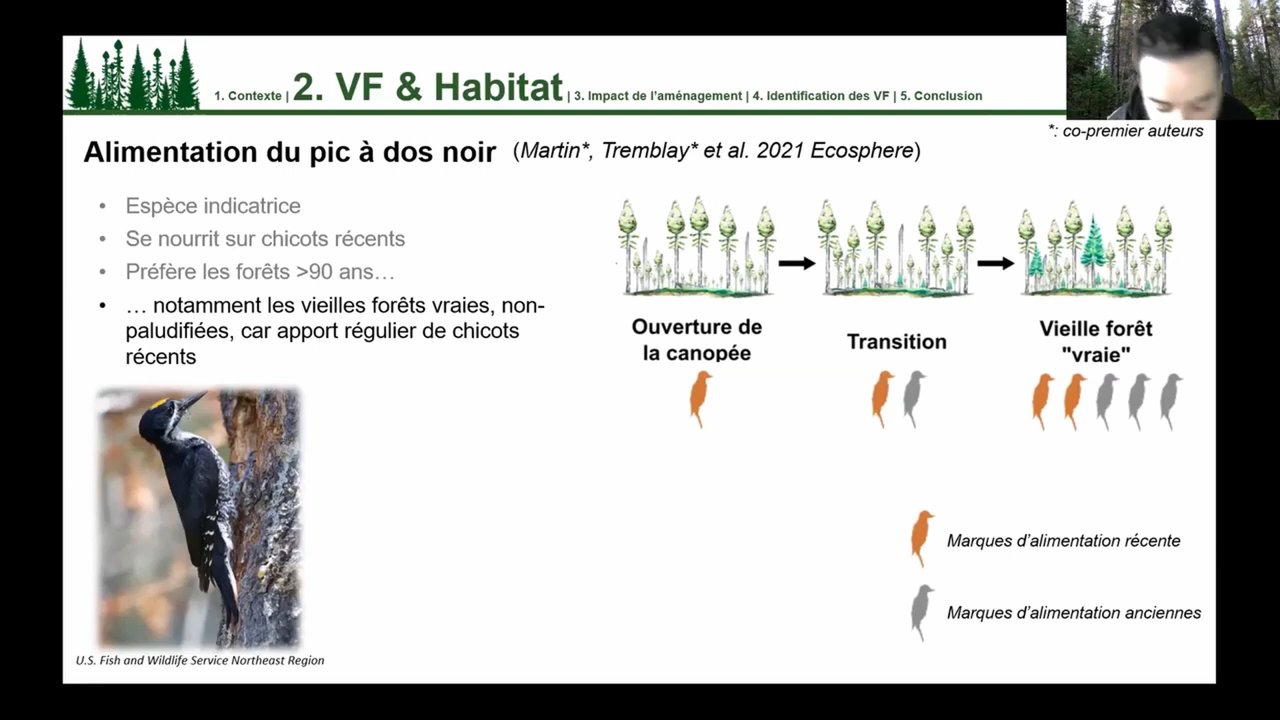 1. Contexte | 2. VF & Habitat | 3. Impact de l'aménagement | 4. Identification des VF | 5. Conclusion
*: co-premier auteurs
Alimentation du pic à dos noir (Martin*, Tremblay* et al. 2021 Ecosphere)
• Espèce indicatrice
• Se nourrit sur chicots récents
• Préfère les forêts >90 ans…
• … notamment les vieilles forêts vraies, non-
paludifiées, car apport régulier de chicots
récents
Ouverture de
la canopée
Transition
Vieille forêt
"vraie"
Marques d'alimentation récente
Marques d'alimentation anciennes
U.S. Fish and Wildlife Service Northeast Region